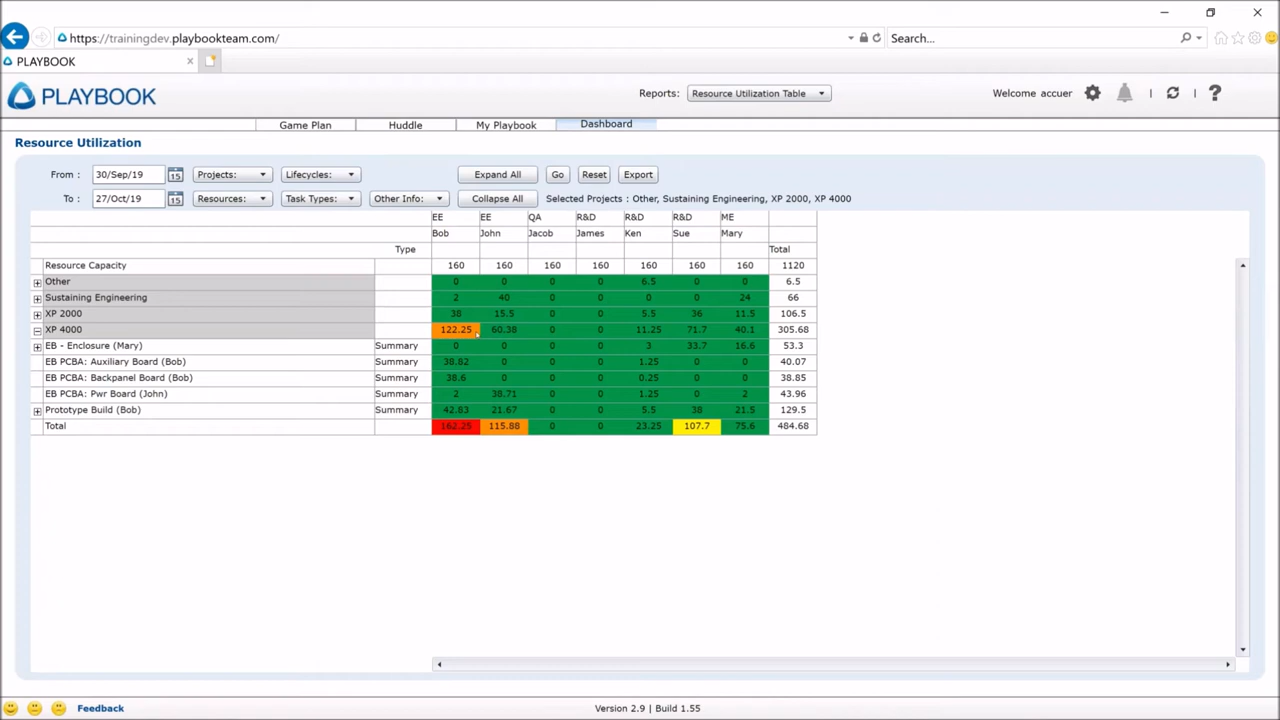 https://trainingdev.playbookteam.com/ Search...
PLAYBOOK
PLAYBOOK Reports: Resource Utilization Table Welcome accuer ?
Game Plan Huddle My Playbook Dashboard
Resource Utilization
From : 30/Sep/19 15 Projects: Lifecycles: Expand All Go Reset Export
To : 27/Oct/19 15 Resources: Task Types: Other Info: Collapse All Selected Projects : Other, Sustaining Engineering, XP 2000, XP 4000
EE EE QA R&D R&D R&D ME
Bob John Jacob James Ken Sue Mary
Type Total
Resource Capacity 160 160 160 160 160 160 160 1120
Other 0 0 0 0 6.5 0 0 6.5
Sustaining Engineering 2 40 0 0 0 0 24 66
XP 2000 38 15.5 0 0 5.5 36 11.5 106.5
XP 4000 122.25 60.38 0 0 11.25 71.7 40.1 305.68
EB - Enclosure (Mary) Summary 0 0 0 0 3 33.7 16.6 53.3
EB PCBA: Auxiliary Board (Bob) Summary 38.82 0 0 0 1.25 0 0 40.07
EB PCBA: Backpanel Board (Bob) Summary 38.6 0 0 0 0.25 0 0 38.85
EB PCBA: Pwr Board (John) Summary 2 38.71 0 0 1.25 0 2 43.96
Prototype Build (Bob) Summary 42.83 21.67 0 0 5.5 38 21.5 129.5
Total 162.25 115.88 0 0 23.25 107.7 75.6 484.68
Feedback Version 2.9 | Build 1.55